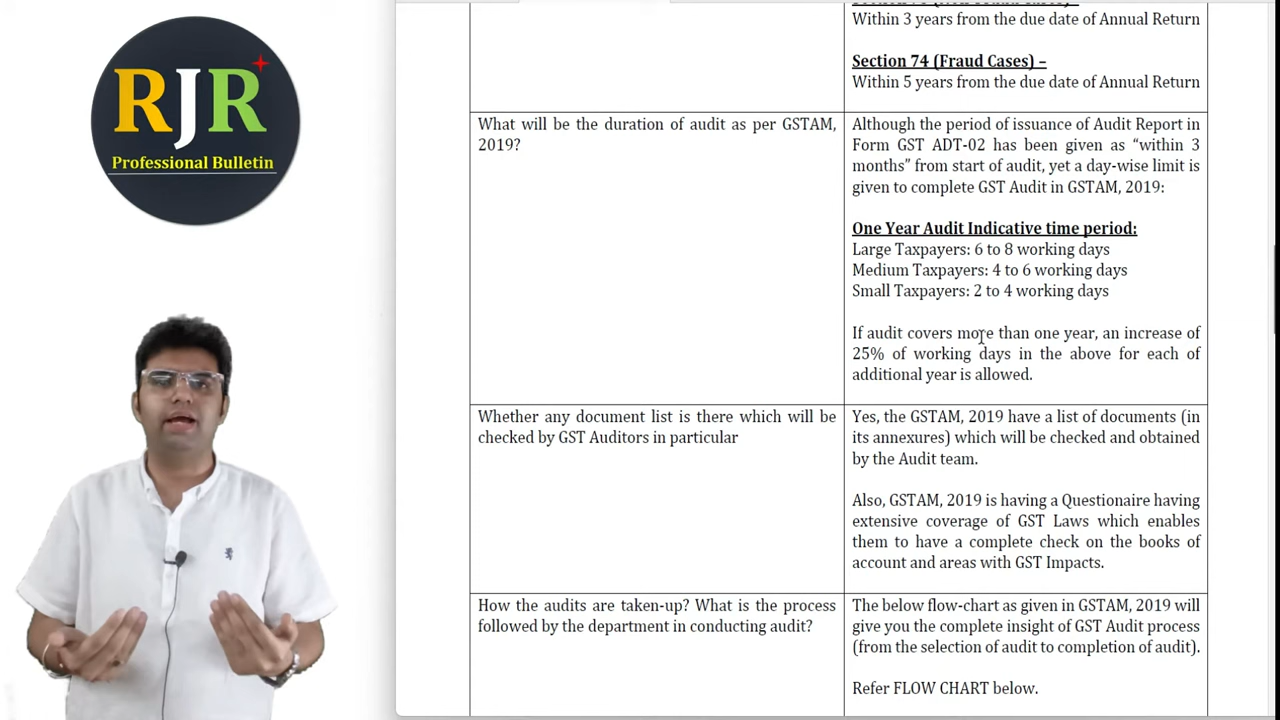 RJR
Professional Bulletin
Within 3 years from the due date of Annual Return
Section 74 (Fraud Cases) –
Within 5 years from the due date of Annual Return
What will be the duration of audit as per GSTAM,
2019?
Although the period of issuance of Audit Report in
Form GST ADT-02 has been given as “within 3
months” from start of audit, yet a day-wise limit is
given to complete GST Audit in GSTAM, 2019:
One Year Audit Indicative time period:
Large Taxpayers: 6 to 8 working days
Medium Taxpayers: 4 to 6 working days
Small Taxpayers: 2 to 4 working days
If audit covers more than one year, an increase of
25% of working days in the above for each of
additional year is allowed.
Whether any document list is there which will be
checked by GST Auditors in particular
Yes, the GSTAM, 2019 have a list of documents (in
its annexures) which will be checked and obtained
by the Audit team.
Also, GSTAM, 2019 is having a Questionaire having
extensive coverage of GST Laws which enables
them to have a complete check on the books of
account and areas with GST Impacts.
How the audits are taken-up? What is the process
followed by the department in conducting audit?
The below flow-chart as given in GSTAM, 2019 will
give you the complete insight of GST Audit process
(from the selection of audit to completion of audit).
Refer FLOW CHART below.